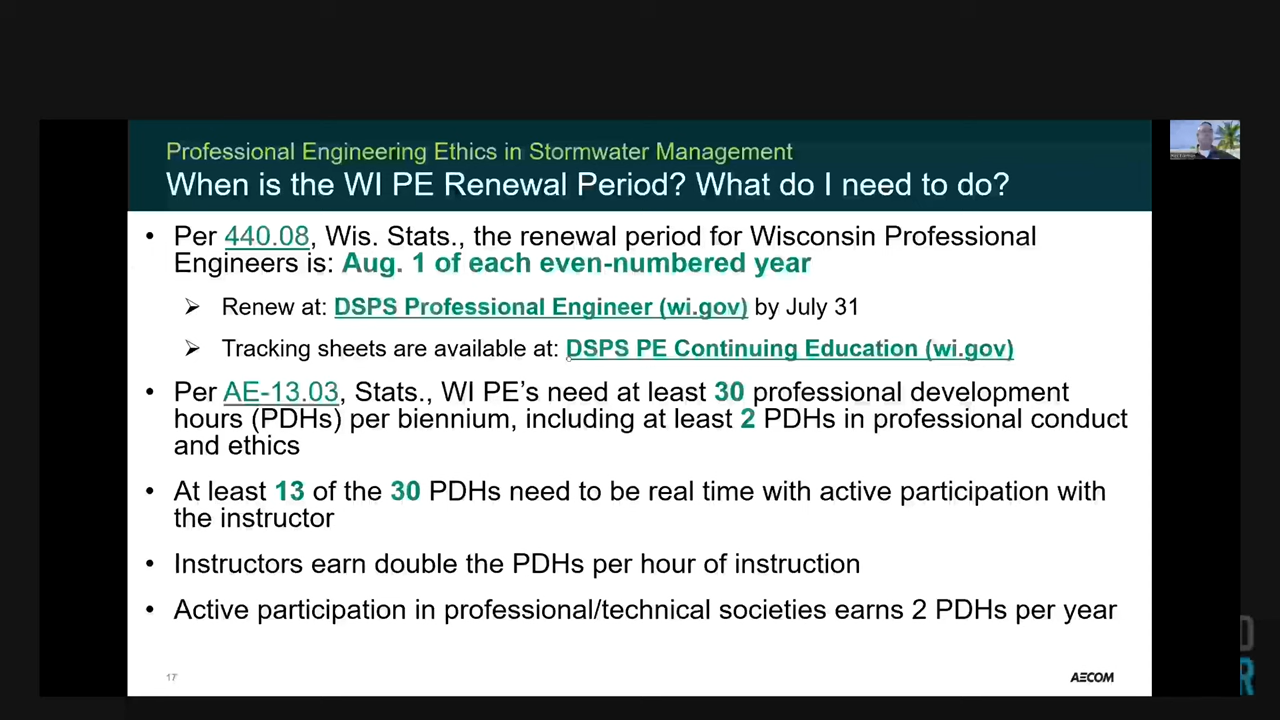 Professional Engineering Ethics in Stormwater Management
When is the WI PE Renewal Period? What do I need to do?
• Per 440.08, Wis. Stats., the renewal period for Wisconsin Professional
Engineers is: Aug. 1 of each even-numbered year
➢ Renew at: DSPS Professional Engineer (wi.gov) by July 31
➢ Tracking sheets are available at: DSPS PE Continuing Education (wi.gov)
• Per AE-13.03, Stats., WI PE's need at least 30 professional development
hours (PDHs) per biennium, including at least 2 PDHs in professional conduct
and ethics
• At least 13 of the 30 PDHs need to be real time with active participation with
the instructor
• Instructors earn double the PDHs per hour of instruction
• Active participation in professional/technical societies earns 2 PDHs per year
17
AECOM